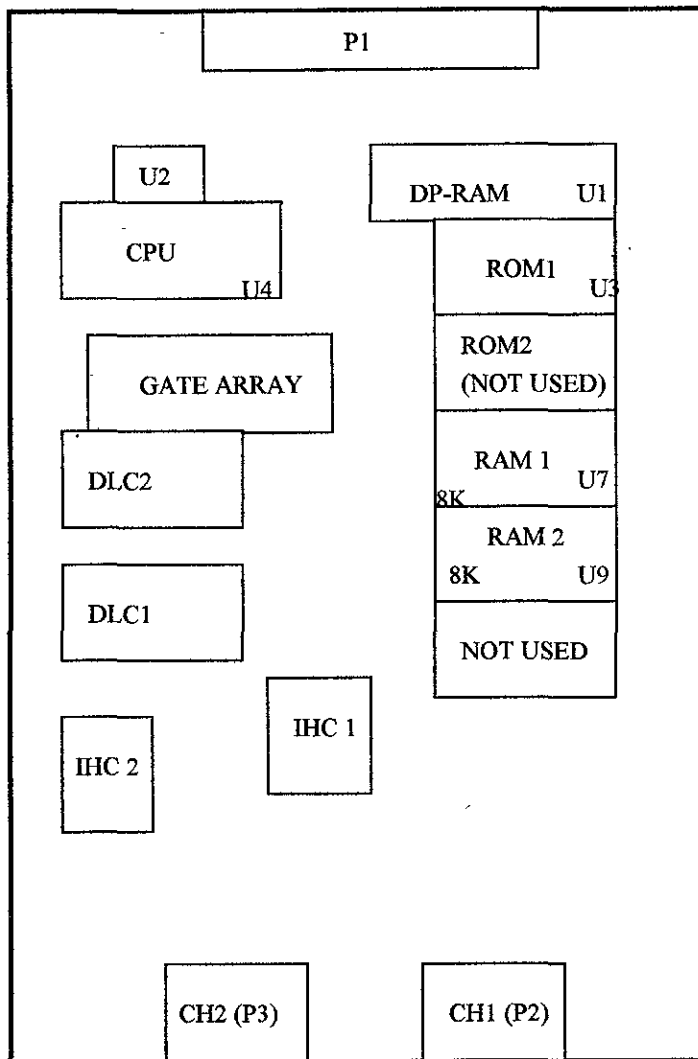 P1
U2
DP-RAM U1
CPU
U4
ROM1
U3
GATE ARRAY
ROM2
(NOT USED)
DLC2
RAM 1
U7
8K
RAM 2
8K U9
DLC1
NOT USED
IHC 1
IHC 2
CH2 (P3)
CH1 (P2)